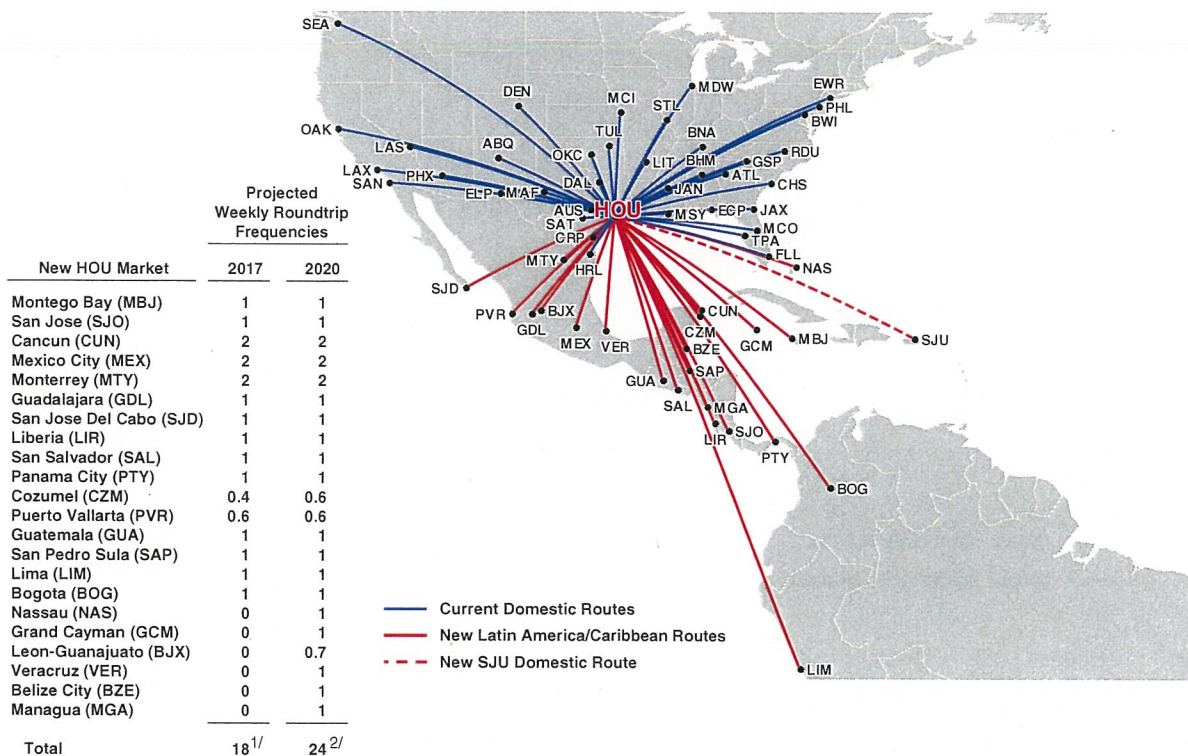 SEA
MDW
EWR
DEN
MCI
STL
PHL
BWI
OAK
TUL
BNA
LAS
ABQ
OKC
LIT
BHM
GSP
RDU
LAX
PHX
DAL
JAN
ATL
CHS
SAN
ELP
MAF
AUS
HOU
MSY
ECP
JAX
SAT
MCO
CRP
TPA
MTY
HRL
FLL
NAS
SJD
PVR
GDL
BJX
MEX
VER
CUN
CZM
GCM
MBJ
SJU
BZE
GUA
SAP
SAL
MGA
LIR
SJO
PTY
BOG
LIM
Projected
Weekly Roundtrip
Frequencies
New HOU Market 2017 2020
Montego Bay (MBJ) 1 1
San Jose (SJO) 1 1
Cancun (CUN) 2 2
Mexico City (MEX) 2 2
Monterrey (MTY) 2 2
Guadalajara (GDL) 1 1
San Jose Del Cabo (SJD) 1 1
Liberia (LIR) 1 1
San Salvador (SAL) 1 1
Panama City (PTY) 1 1
Cozumel (CZM) 0.4 0.6
Puerto Vallarta (PVR) 0.6 0.6
Guatemala (GUA) 1 1
San Pedro Sula (SAP) 1 1
Lima (LIM) 1 1
Bogota (BOG) 1 1
Nassau (NAS) 0 1
Grand Cayman (GCM) 0 1
Leon-Guanajuato (BJX) 0 0.7
Veracruz (VER) 0 1
Belize City (BZE) 0 1
Managua (MGA) 0 1
Total 18 1/ 24 2/
Current Domestic Routes
New Latin America/Caribbean Routes
New SJU Domestic Route